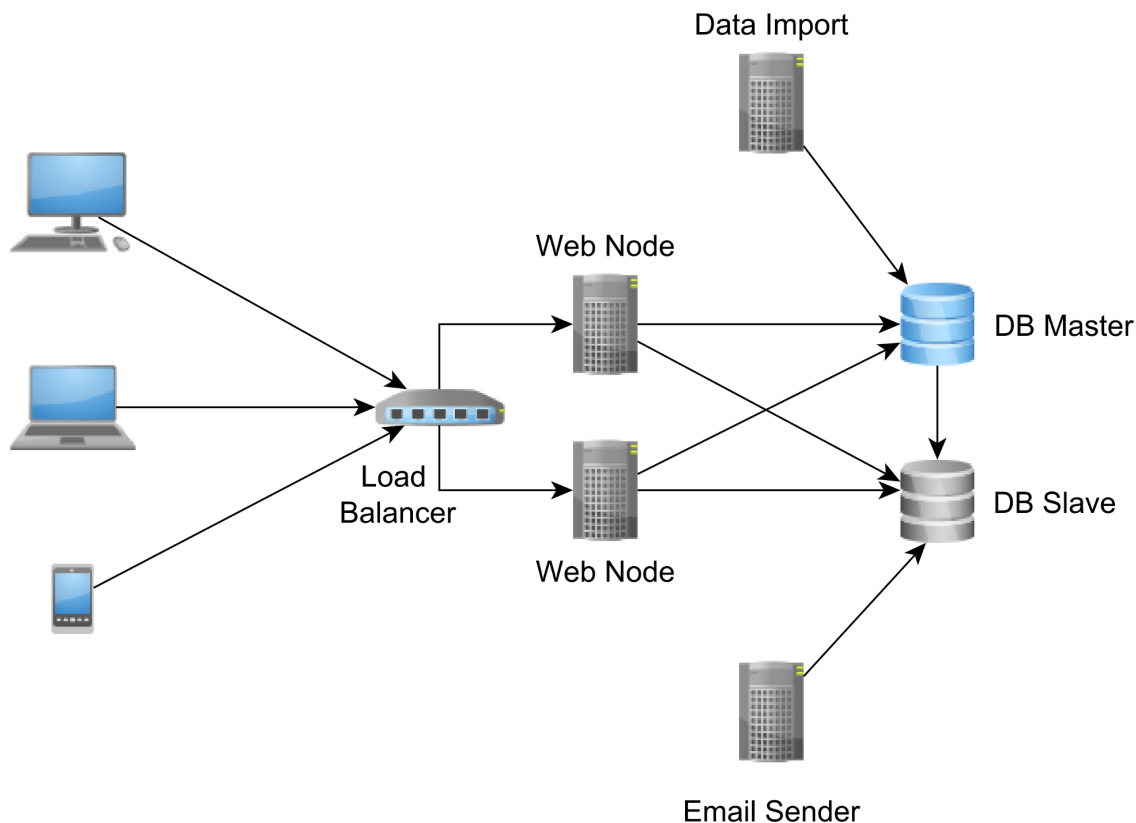 Data Import
Web Node
DB Master
Load
Balancer
DB Slave
Web Node
Email Sender